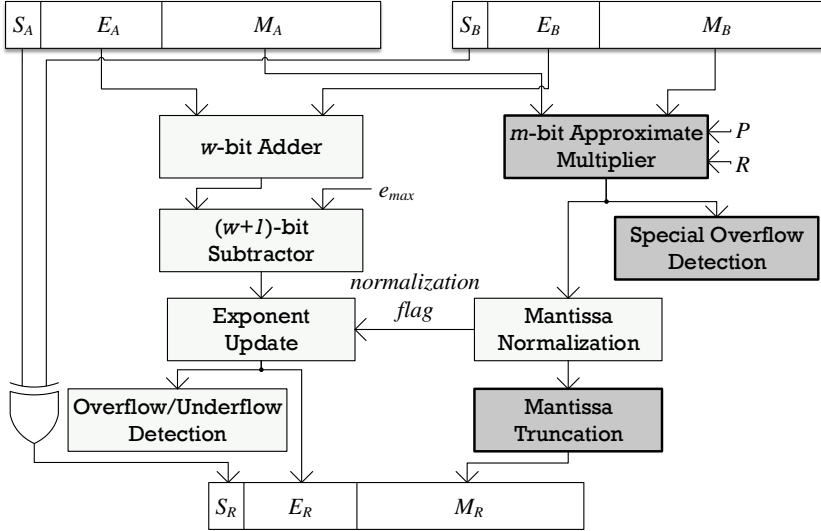 S_A E_A M_A S_B E_B M_B
w-bit Adder
m-bit Approximate
Multiplier
P
R
e_max
(w+1)-bit
Subtractor
Special Overflow
Detection
normalization
flag
Exponent
Update
Mantissa
Normalization
Overflow/Underflow
Detection
Mantissa
Truncation
S_R E_R M_R